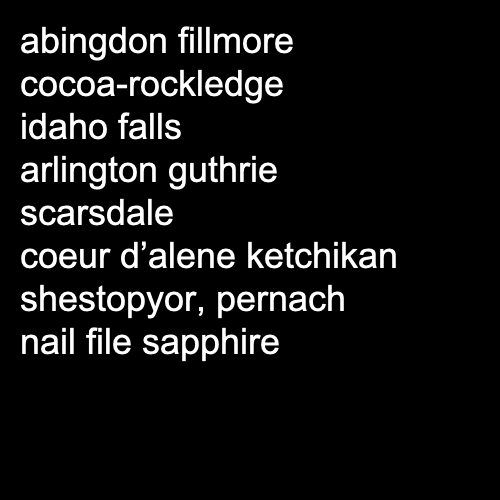 abingdon fillmore
cocoa-rockledge
idaho falls
arlington guthrie
scarsdale
coeur d’alene ketchikan
shestopyor, pernach
nail file sapphire